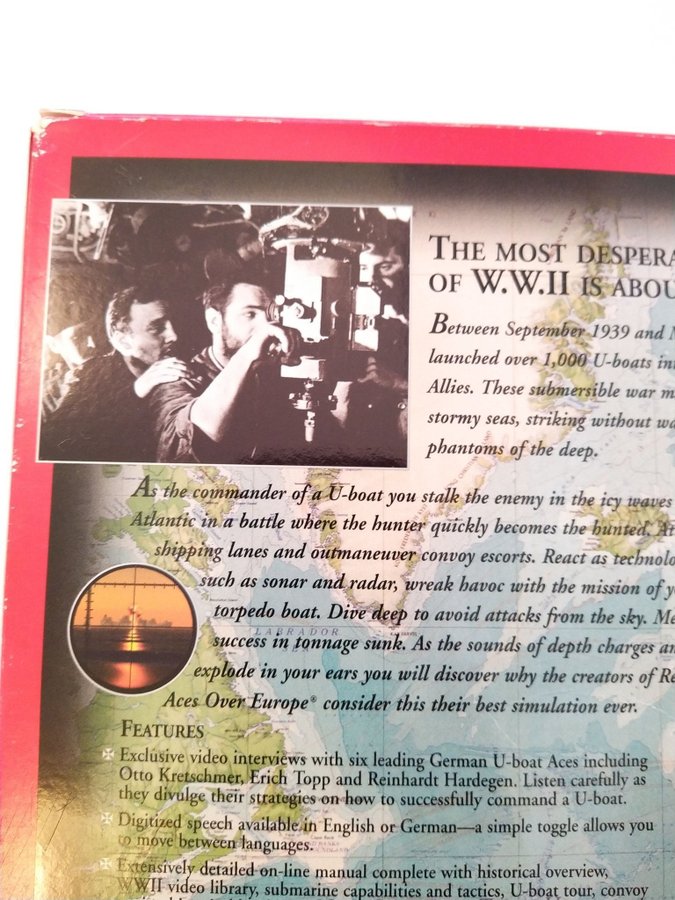 THE MOST DESPERA
OF W.W.II IS ABOU
Between September 1939 and M
launched over 1,000 U-boats in
Allies. These submersible war m
stormy seas, striking without wa
phantoms of the deep.
As the commander of a U-boat you stalk the enemy in the icy waves
Atlantic in a battle where the hunter quickly becomes the hunted. At
shipping lanes and outmaneuver convoy escorts. React as technolo
such as sonar and radar, wreak havoc with the mission of y
torpedo boat. Dive deep to avoid attacks from the sky. Me
success in tonnage sunk. As the sounds of depth charges an
explode in your ears you will discover why the creators of Re
Aces Over Europe® consider this their best simulation ever.
LABRADOR
FEATURES
Exclusive video interviews with six leading German U-boat Aces including
Otto Kretschmer, Erich Topp and Reinhardt Hardegen. Listen carefully as
they divulge their strategies on how to successfully command a U-boat.
Digitized speech available in English or German—a simple toggle allows you
to move between languages.
Extensively detailed on-line manual complete with historical overview,
WWII video library, submarine capabilities and tactics, U-boat tour, convoy